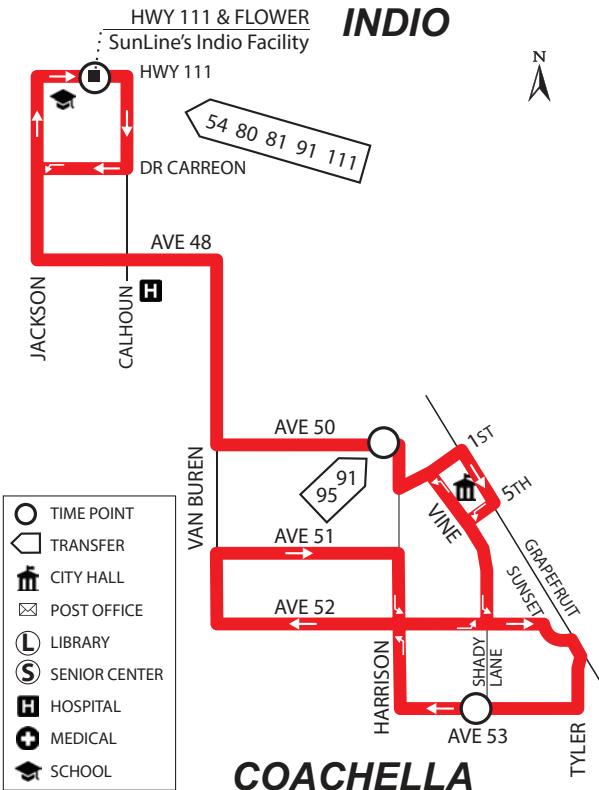 HWY 111 & FLOWER
SunLine's Indio Facility
INDIO
N
HWY 111
54 80 81 91 111
DR CARREON
AVE 48
JACKSON
CALHOUN
H
AVE 50
1ST
5TH
91
95
VAN BUREN
VINE
AVE 51
GRAPEFRUIT
SUNSET
AVE 52
HARRISON
SHADY
LANE
AVE 53
TYLER
COACHELLA
TIME POINT
TRANSFER
CITY HALL
POST OFFICE
L LIBRARY
S SENIOR CENTER
H HOSPITAL
MEDICAL
SCHOOL